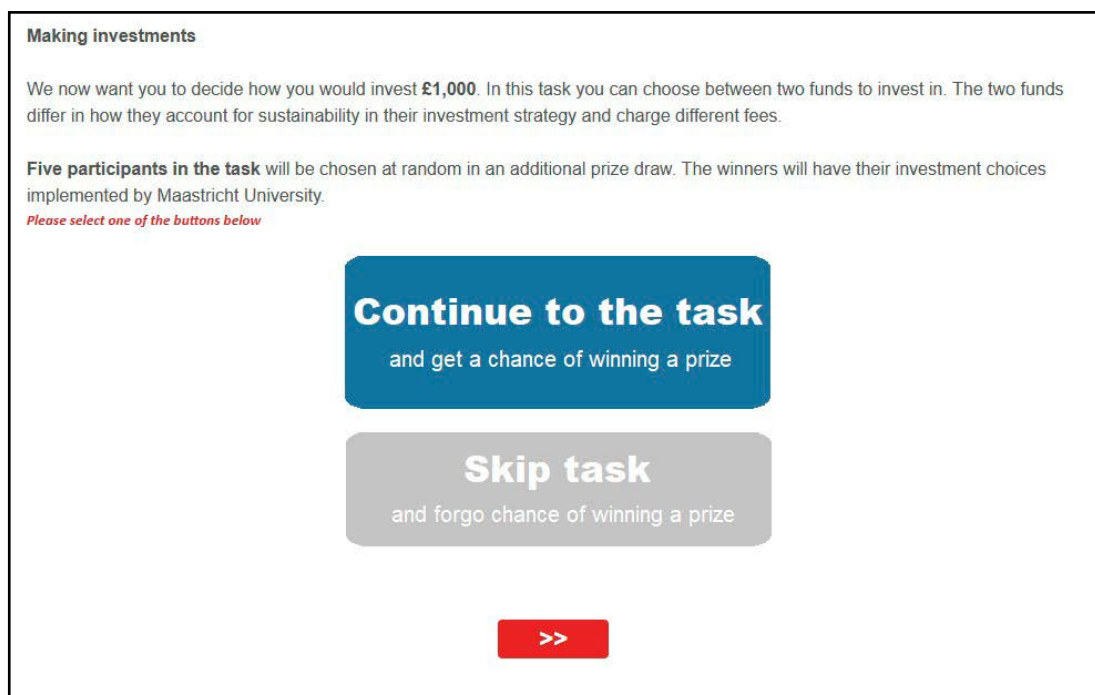 Making investments
We now want you to decide how you would invest £1,000. In this task you can choose between two funds to invest in. The two funds
differ in how they account for sustainability in their investment strategy and charge different fees.
Five participants in the task will be chosen at random in an additional prize draw. The winners will have their investment choices
implemented by Maastricht University.
Please select one of the buttons below
Continue to the task
and get a chance of winning a prize
Skip task
and forgo chance of winning a prize
>>